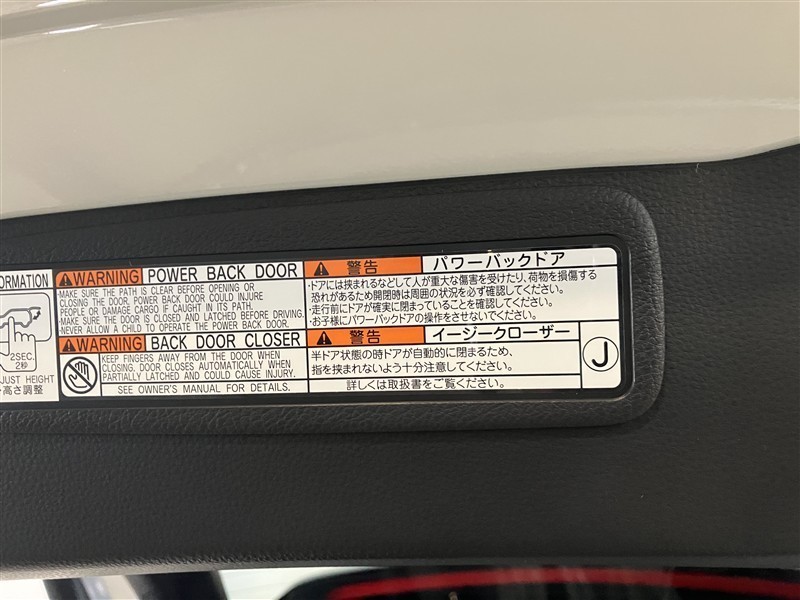 ORMATION
2SEC.
2秒
JUST HEIGHT
高さ調整
WARNING POWER BACK DOOR
・MAKE SURE THE PATH IS CLEAR BEFORE OPENING OR
CLOSING THE DOOR. POWER BACK DOOR COULD INJURE
PEOPLE OR DAMAGE CARGO IF CAUGHT IN ITS PATH.
・MAKE SURE THE DOOR IS CLOSED AND LATCHED BEFORE DRIVING.
・NEVER ALLOW A CHILD TO OPERATE THE POWER BACK DOOR.
WARNING BACK DOOR CLOSER
KEEP FINGERS AWAY FROM THE DOOR WHEN
CLOSING, DOOR CLOSES AUTOMATICALLY WHEN
PARTIALLY LATCHED AND COULD CAUSE INJURY.
SEE OWNER'S MANUAL FOR DETAILS.
警告 パワーバックドア
・ドアには挟まれるなどして人が重大な傷害を受けたり、荷物を損傷する
恐れがあるため開閉時は周囲の状況を必ず確認してください。
・走行前にドアが確実に閉まっていることを確認してください。
・お子様にパワーバックドアの操作をさせないでください。
警告 イージークローザー
半ドア状態の時ドアが自動的に閉まるため、
指を挟まれないよう十分注意してください。
詳しくは取扱書をご覧ください。
J